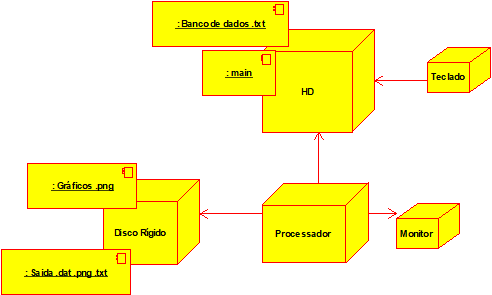 : Banco de dados .txt
: main
HD
Teclado
: Gráficos .png
Disco Rígido
Processador
Monitor
: Saida .dat .png .txt